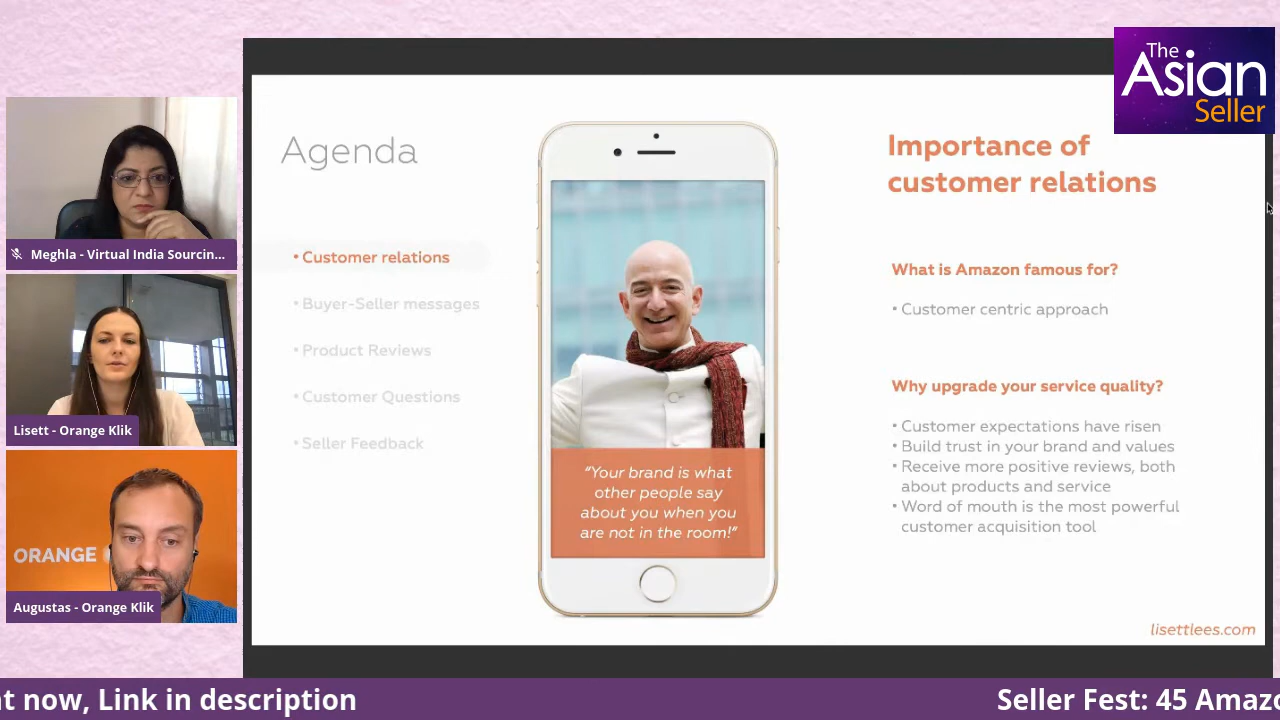 The
Asian
Seller
Agenda
• Customer relations
• Buyer-Seller messages
• Product Reviews
• Customer Questions
• Seller Feedback
“Your brand is what
other people say
about you when you
are not in the room!“
Importance of
customer relations
What is Amazon famous for?
• Customer centric approach
Why upgrade your service quality?
• Customer expectations have risen
• Build trust in your brand and values
• Receive more positive reviews, both
about products and service
• Word of mouth is the most powerful
customer acquisition tool
lisettlees.com
Meghla - Virtual India Sourcin...
Lisett - Orange Klik
ORANGE
Augustas - Orange Klik
now, Link in description
Seller Fest: 45